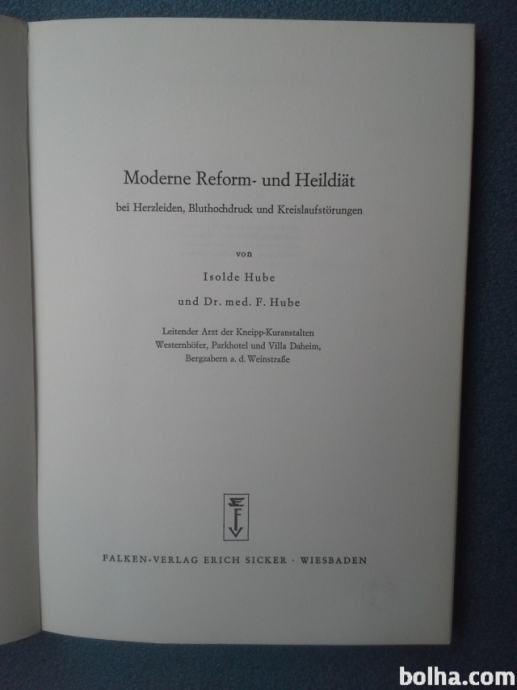 Moderne Reform- und Heildiät
bei Herzleiden, Bluthochdruck und Kreislaufstörungen
von
Isolde Hube
und Dr. med. F. Hube
Leitender Arzt der Kneipp-Kuranstalten
Westernhöfer, Parkhotel und Villa Daheim,
Bergzabern a. d. Weinstraße
FALKEN-VERLAG ERICH SICKER · WIESBADEN
bolha.com